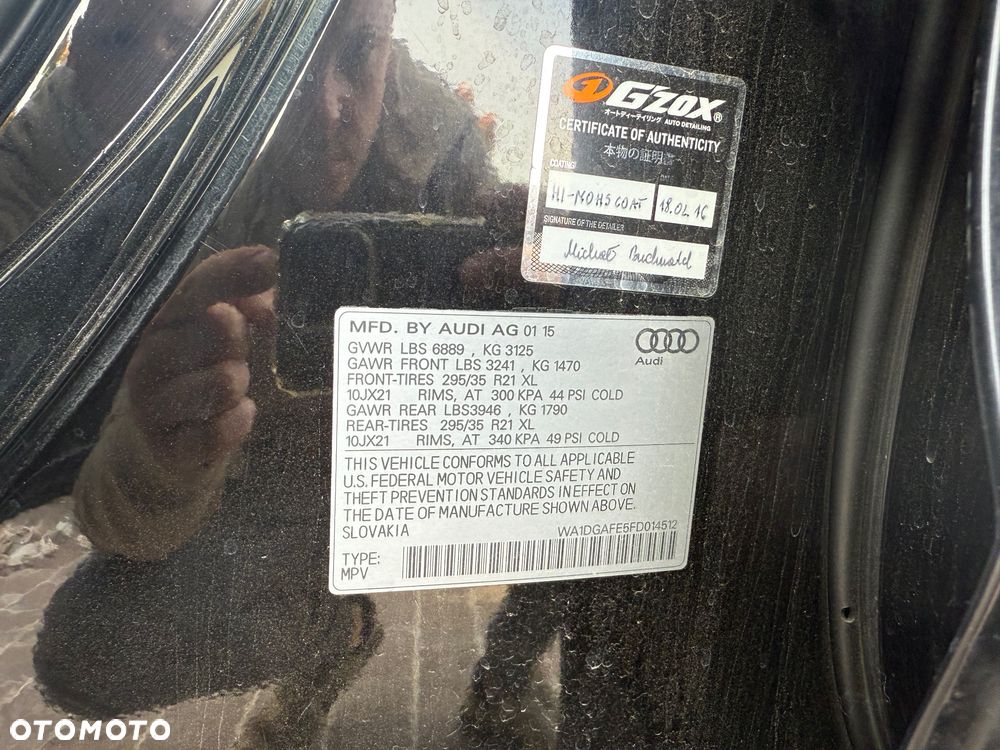 G'ZOX®
オートディーテイリング AUTO DETAILING
CERTIFICATE OF AUTHENTICITY
本物の証明書
COATING:
HI-MOHS COAT 18.02.16
SIGNATURE OF THE DETAILER
Michał Buchwald
MFD. BY AUDI AG 01 15
GVWR LBS 6889 , KG 3125
GAWR FRONT LBS 3241 , KG 1470
FRONT-TIRES 295/35 R21 XL
10JX21 RIMS, AT 300 KPA 44 PSI COLD
GAWR REAR LBS3946 , KG 1790
REAR-TIRES 295/35 R21 XL
10JX21 RIMS, AT 340 KPA 49 PSI COLD
Audi
THIS VEHICLE CONFORMS TO ALL APPLICABLE
U.S. FEDERAL MOTOR VEHICLE SAFETY AND
THEFT PREVENTION STANDARDS IN EFFECT ON
THE DATE OF MANUFACTURE SHOWN ABOVE.
SLOVAKIA WA1DGAFE5FD014512
TYPE:
MPV
OTOMOTO